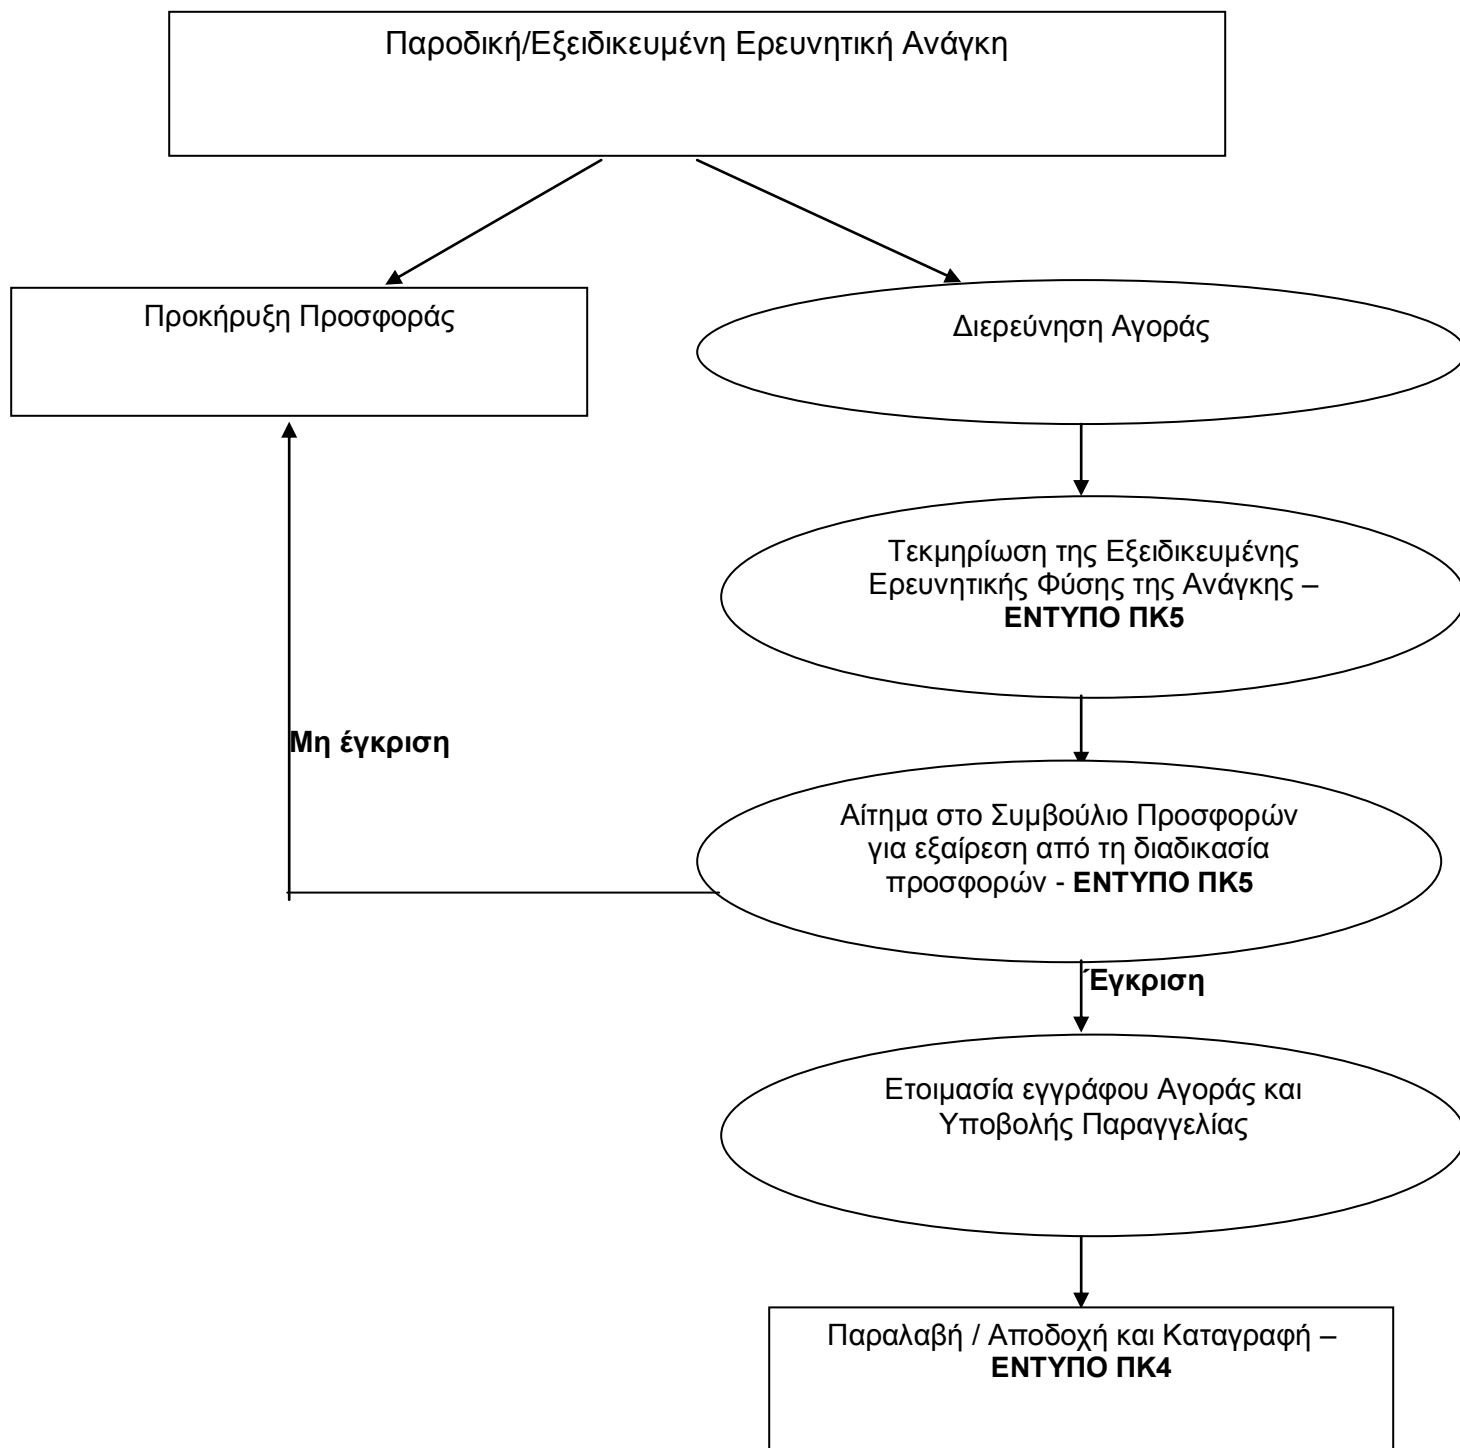 Παροδική/Εξειδικευμένη Ερευνητική Ανάγκη
Προκήρυξη Προσφοράς
Διερεύνηση Αγοράς
Τεκμηρίωση της Εξειδικευμένης
Ερευνητικής Φύσης της Ανάγκης –
ΕΝΤΥΠΟ ΠΚ5
Μη έγκριση
Αίτημα στο Συμβούλιο Προσφορών
για εξαίρεση από τη διαδικασία
προσφορών - ΕΝΤΥΠΟ ΠΚ5
Έγκριση
Ετοιμασία εγγράφου Αγοράς και
Υποβολής Παραγγελίας
Παραλαβή / Αποδοχή και Καταγραφή –
ΕΝΤΥΠΟ ΠΚ4